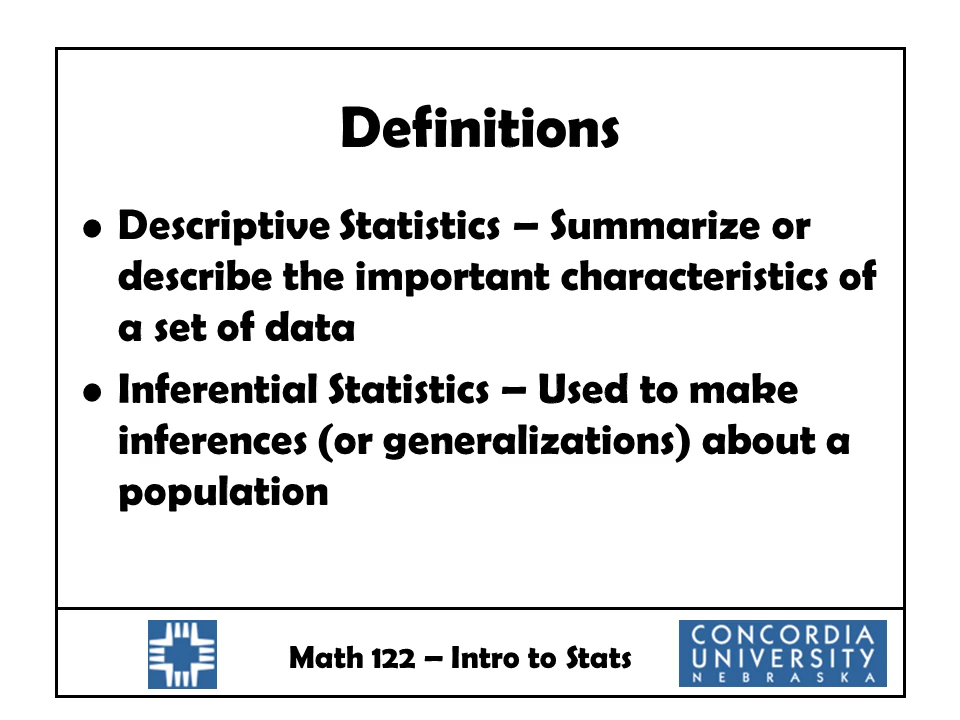 Definitions
• Descriptive Statistics – Summarize or
describe the important characteristics of
a set of data
• Inferential Statistics – Used to make
inferences (or generalizations) about a
population
Math 122 – Intro to Stats
CONCORDIA
UNIVERSITY
NEBRASKA